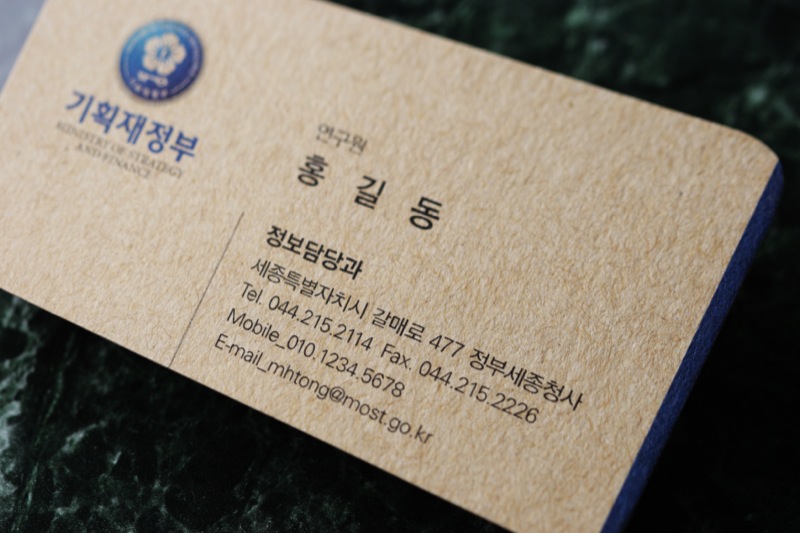 기획재정부
MINISTRY OF STRATEGY
AND FINANCE
연구원
홍 길 동
정보담당과
세종특별자치시 갈매로 477 정부세종청사
Tel. 044.215.2114 Fax. 044.215.2226
Mobile_010.1234.5678
E-mail_mhtong@most.go.kr